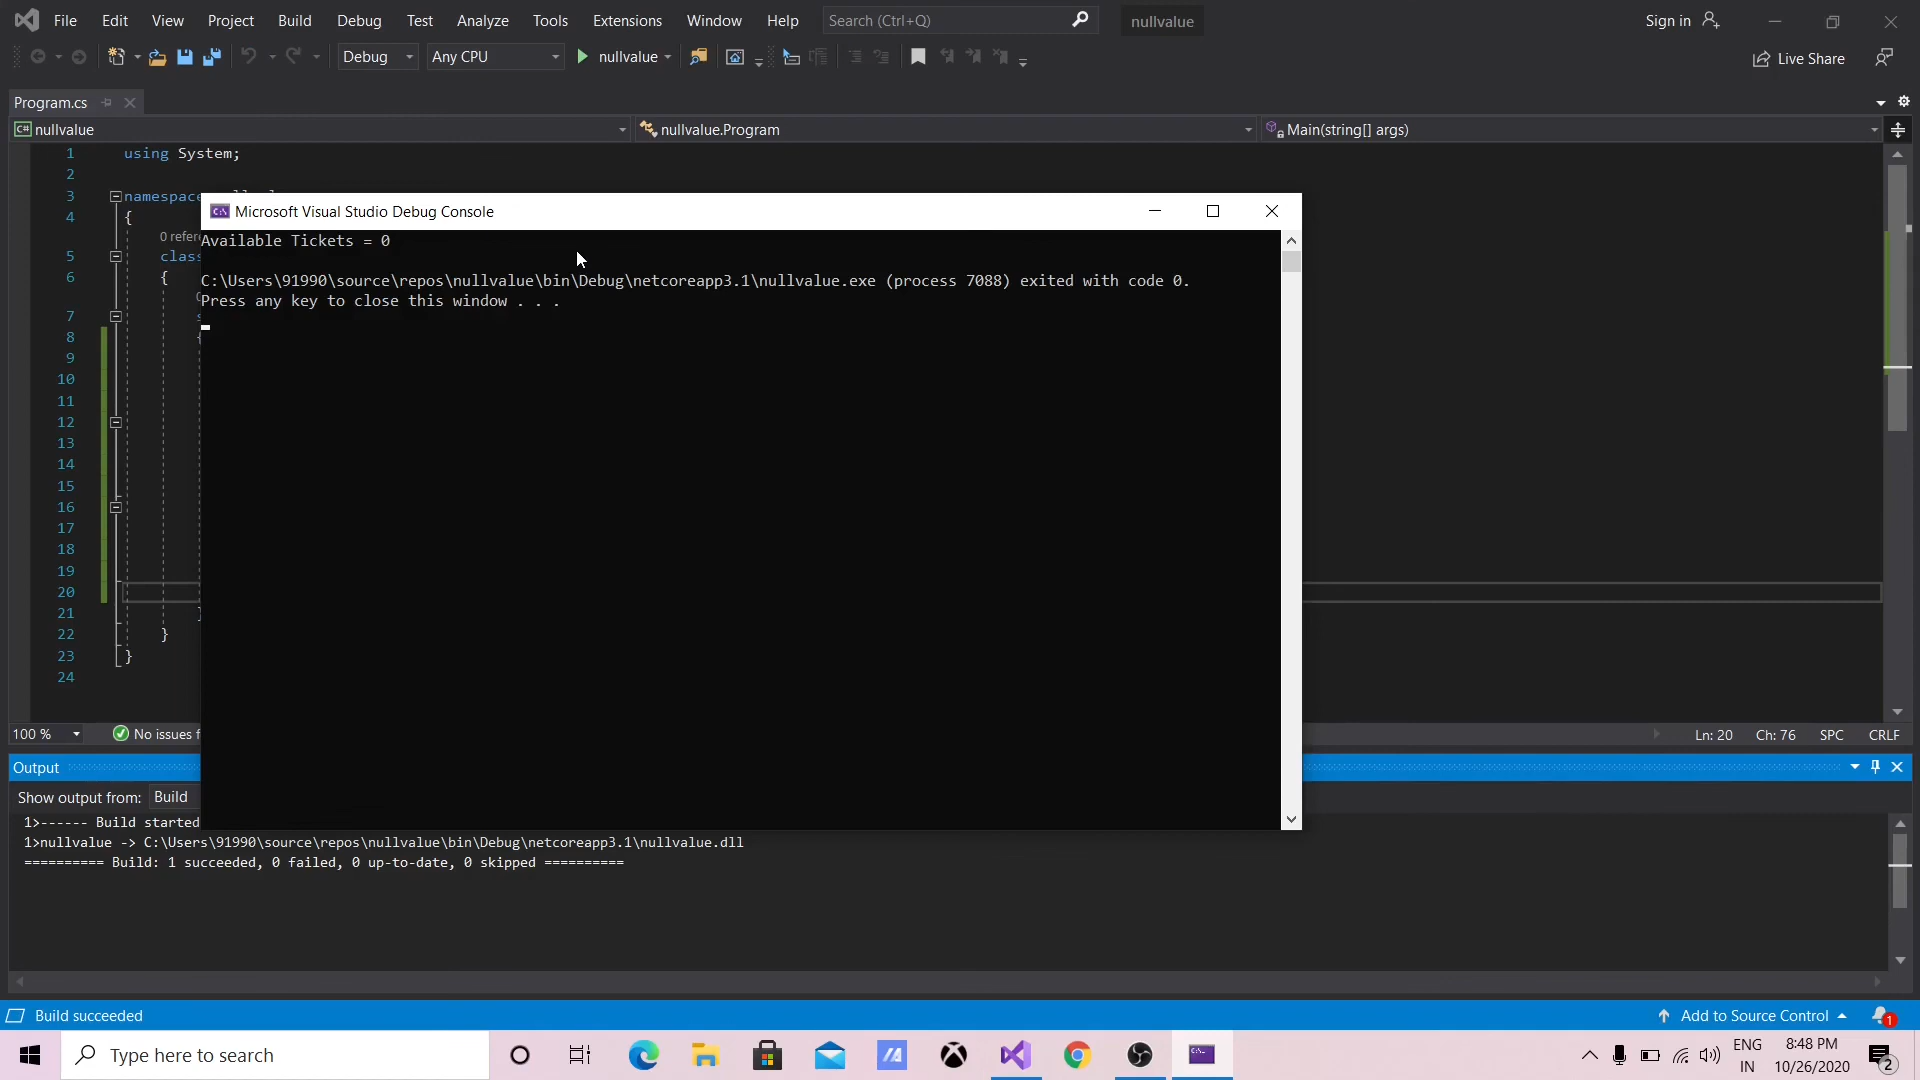 File Edit View Project Build Debug Test Analyze Tools Extensions Window Help Search (Ctrl+Q) nullvalue Sign in
Debug Any CPU nullvalue Live Share
Program.cs
C# nullvalue nullvalue.Program Main(string[] args)
1 using System;
2
3 namespace
4 {
0 refer
5 class
6 {
7
8 {
9
10
11
12
13
14
15
16
17
18
19
20
21 }
22 }
23 }
24
Microsoft Visual Studio Debug Console
Available Tickets = 0
C:\Users\91990\source\repos\nullvalue\bin\Debug\netcoreapp3.1\nullvalue.exe (process 7088) exited with code 0.
Press any key to close this window . . .
100 % No issues Ln: 20 Ch: 76 SPC CRLF
Output
Show output from: Build
1>------ Build started
1>nullvalue -> C:\Users\91990\source\repos\nullvalue\bin\Debug\netcoreapp3.1\nullvalue.dll
========== Build: 1 succeeded, 0 failed, 0 up-to-date, 0 skipped ==========
Build succeeded Add to Source Control 1
Type here to search ENG 8:48 PM
IN 10/26/2020 2